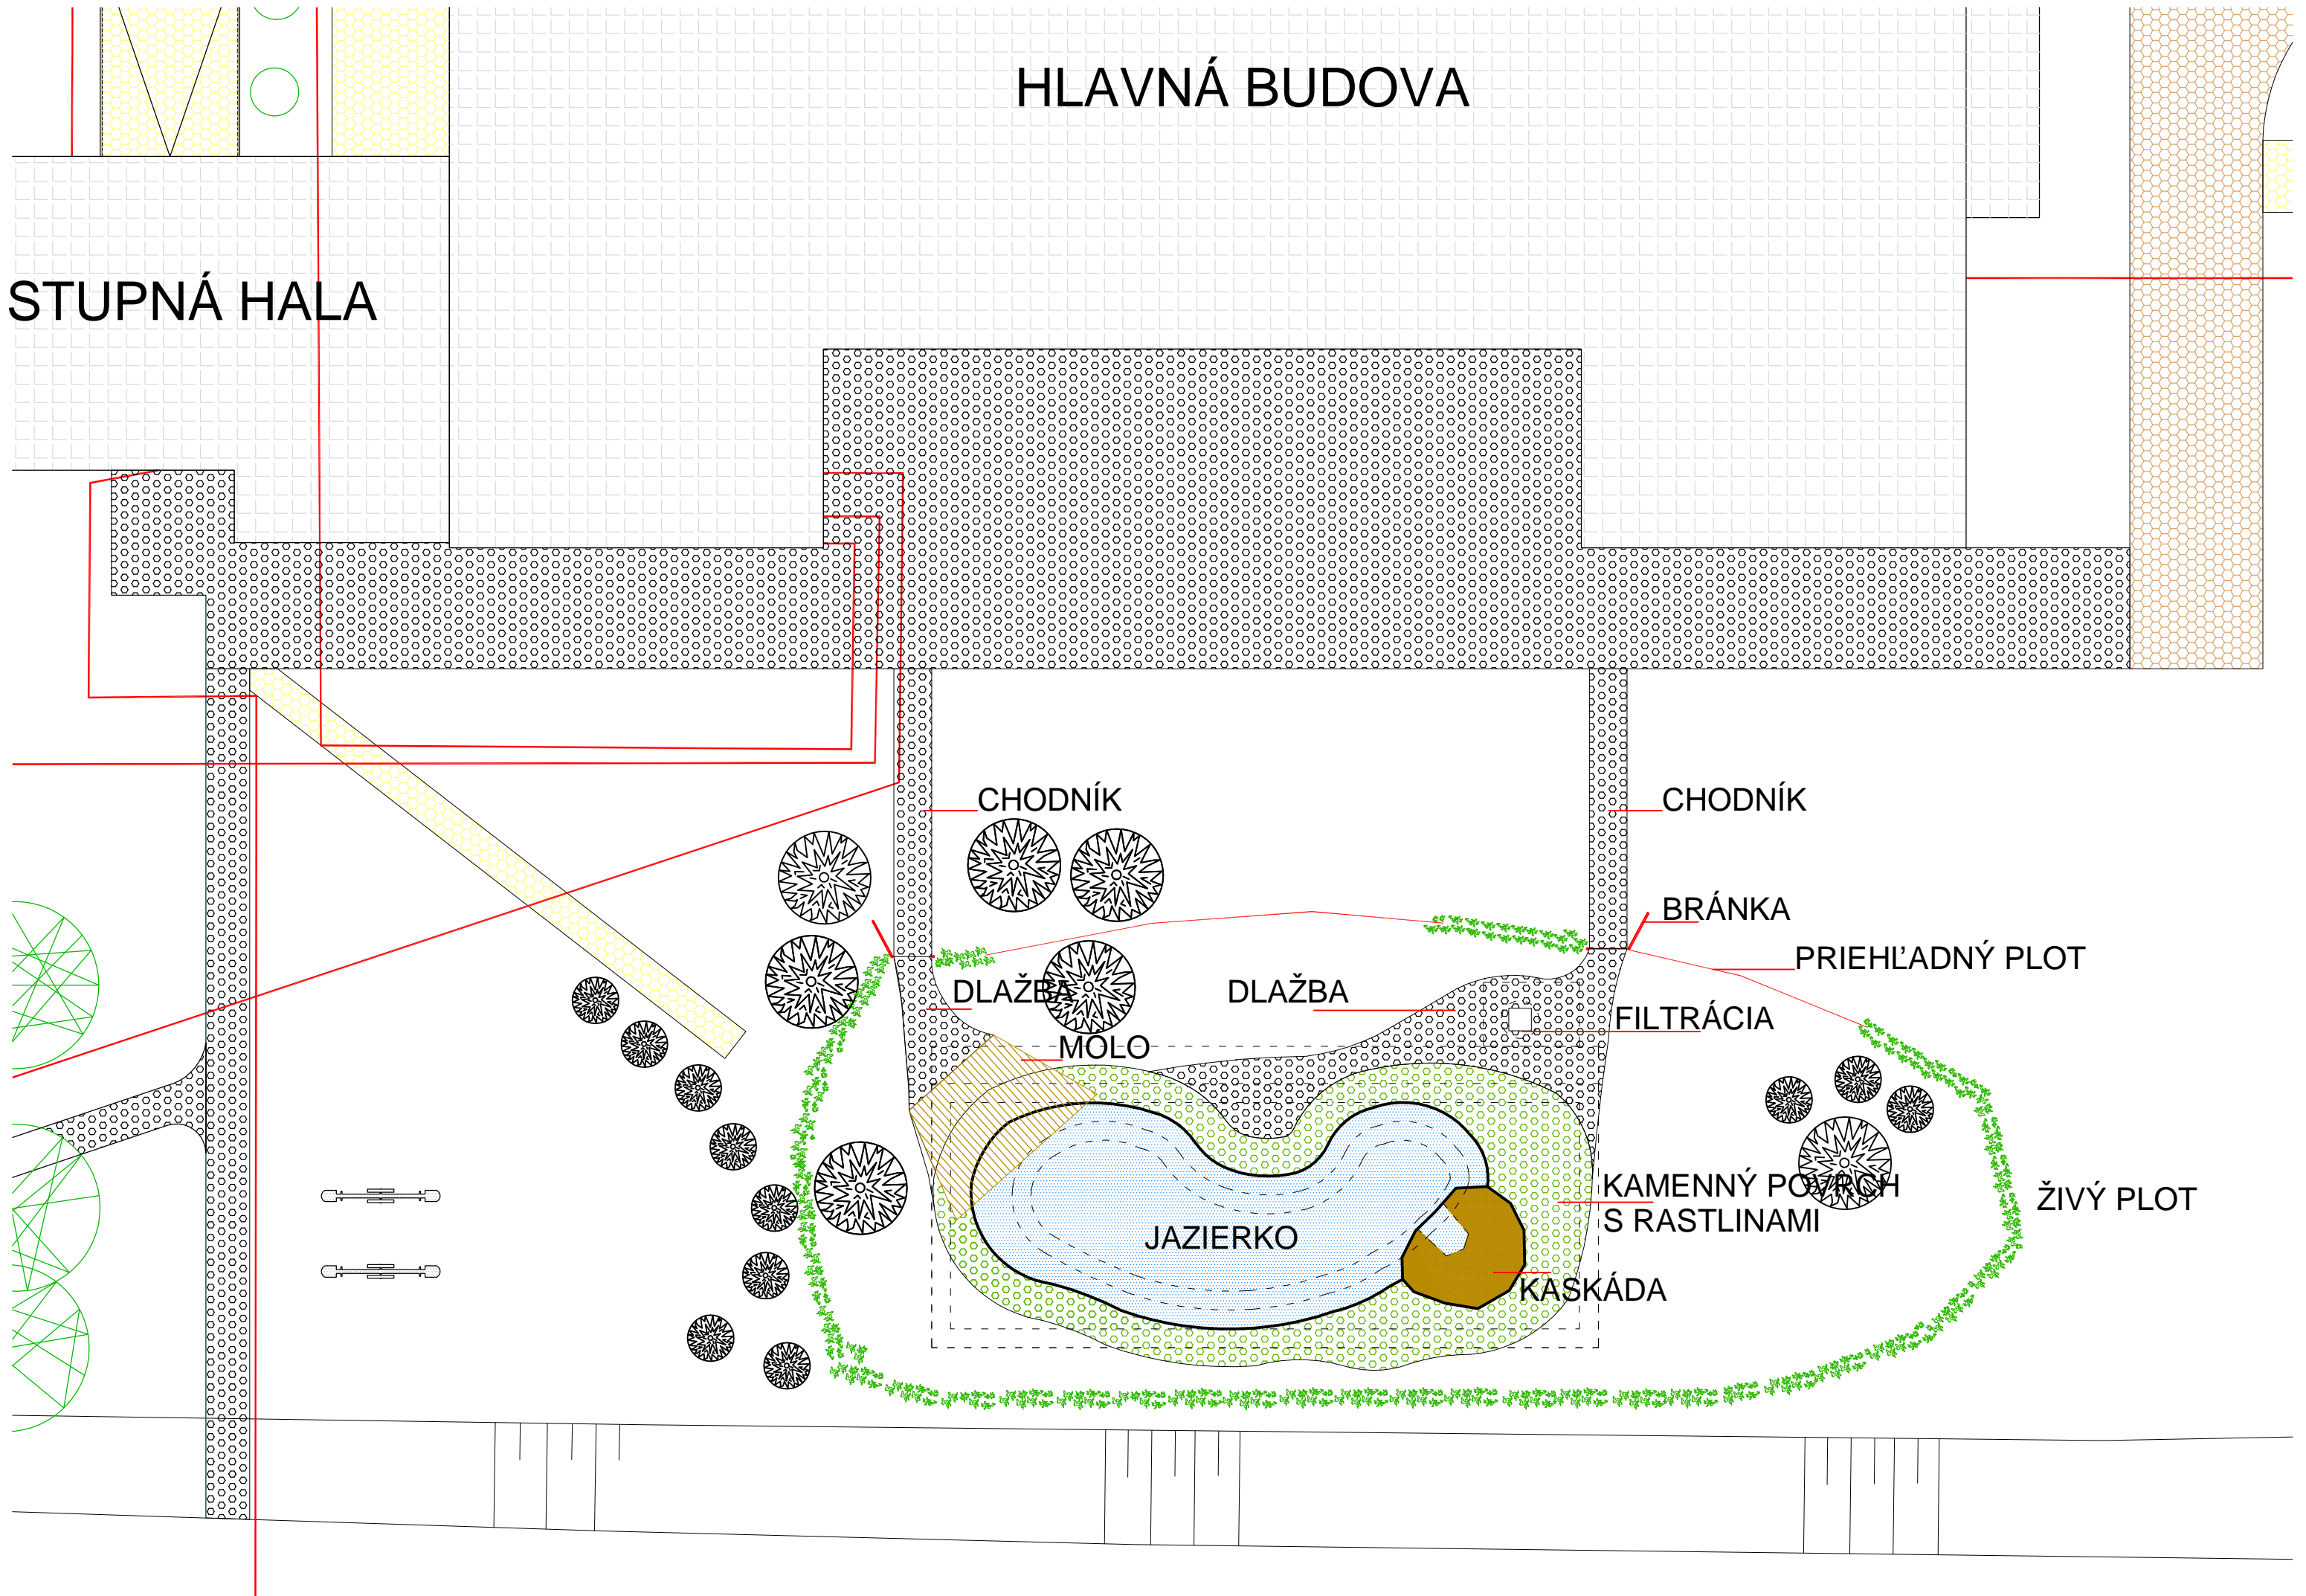 HLAVNÁ BUDOVA
STUPNÁ HALA
CHODNÍK
CHODNÍK
BRÁNKA
PRIEHĽADNÝ PLOT
DLAŽBA
DLAŽBA
FILTRÁCIA
MOLO
KAMENNÝ POVRCH
S RASTLINAMI
ŽIVÝ PLOT
JAZIERKO
KASKÁDA